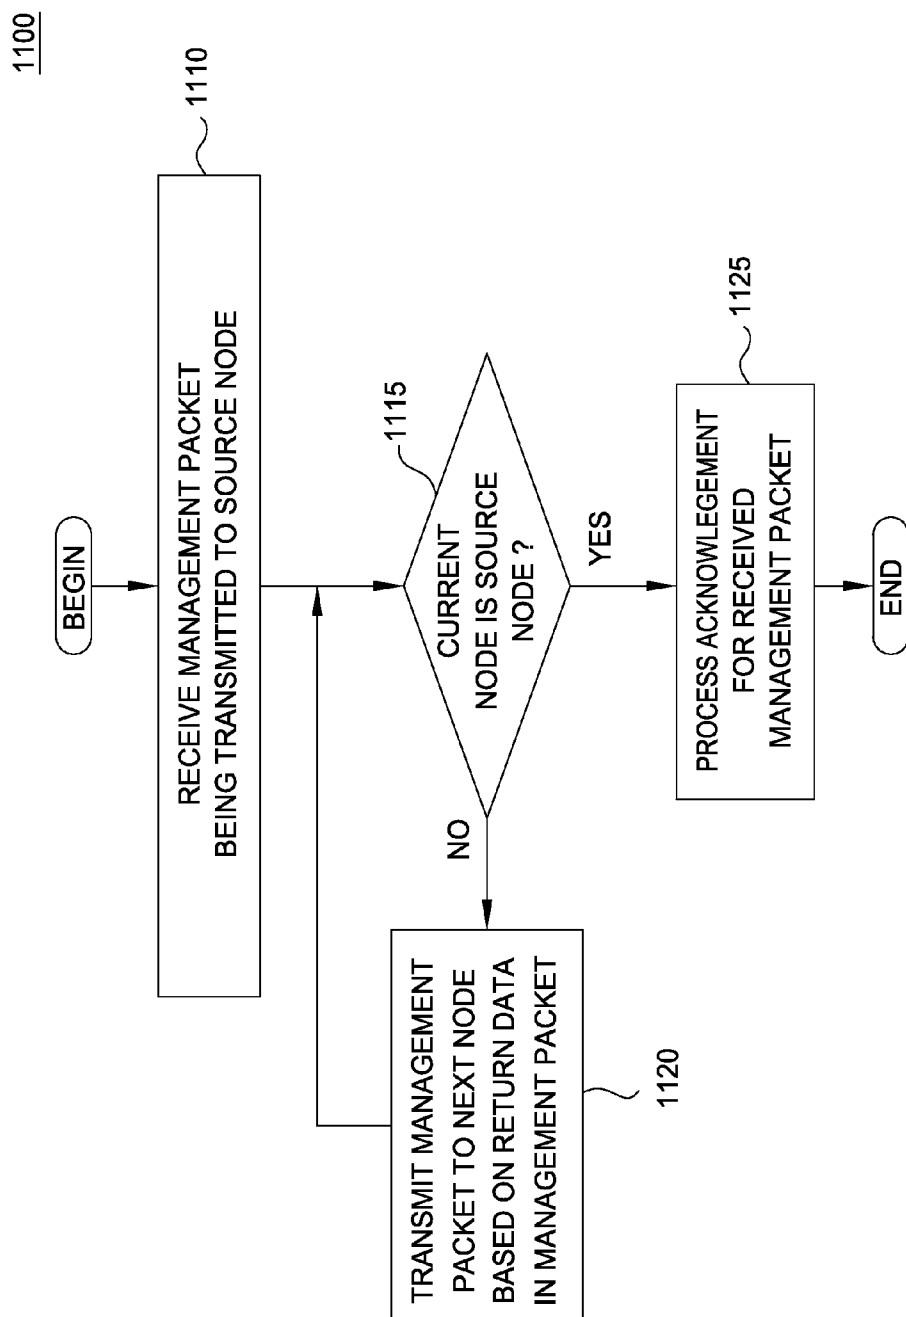 1100
BEGIN
1110
RECEIVE MANAGEMENT PACKET
BEING TRANSMITTED TO SOURCE NODE
1115
CURRENT
NODE IS SOURCE
NODE ?
NO
YES
TRANSMIT MANAGEMENT
PACKET TO NEXT NODE
BASED ON RETURN DATA
IN MANAGEMENT PACKET
1120
1125
PROCESS ACKNOWLEGEMENT
FOR RECEIVED
MANAGEMENT PACKET
END